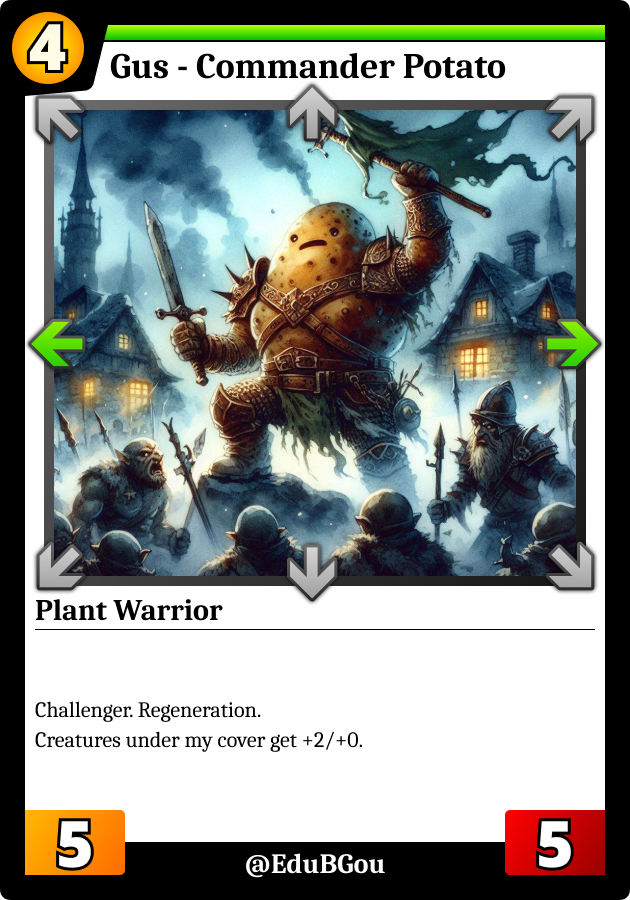 4
Gus - Commander Potato
Plant Warrior
Challenger. Regeneration.
Creatures under my cover get +2/+0.
5
@EduBGou
5